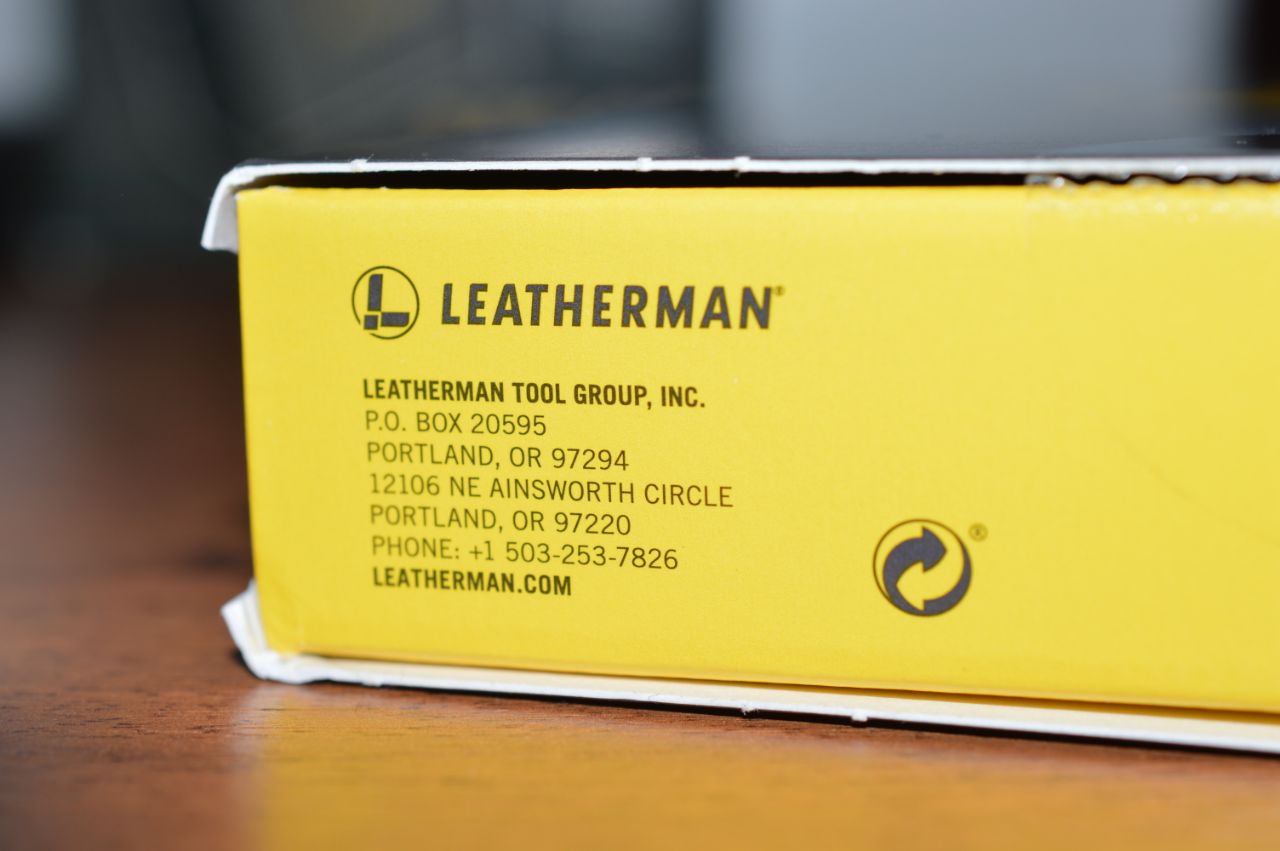 LEATHERMAN®
LEATHERMAN TOOL GROUP, INC.
P.O. BOX 20595
PORTLAND, OR 97294
12106 NE AINSWORTH CIRCLE
PORTLAND, OR 97220
PHONE: +1 503-253-7826
LEATHERMAN.COM
®